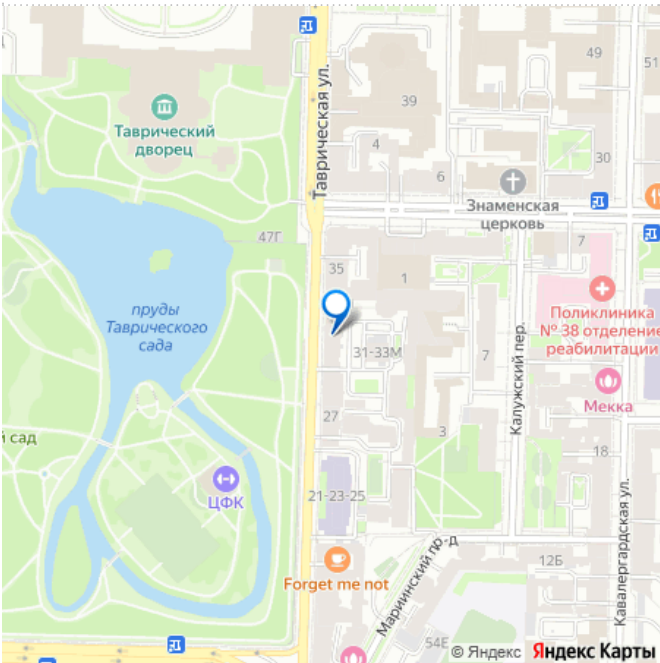 49
51
39
Таврическая ул.
Таврический
дворец
4
6
30
Знаменская
церковь
47Г
7
35
1
пруды
Таврического
сада
Поликлиника
№ 38 отделение
реабилитации
31-33М
7
Калужский пер.
Мекка
27
3
й сад
18
ЦФК
21-23-25
Кавалергардская ул.
Мариинский пр-д
12Б
Forget me not
54Е
© Яндекс Яндекс Карты